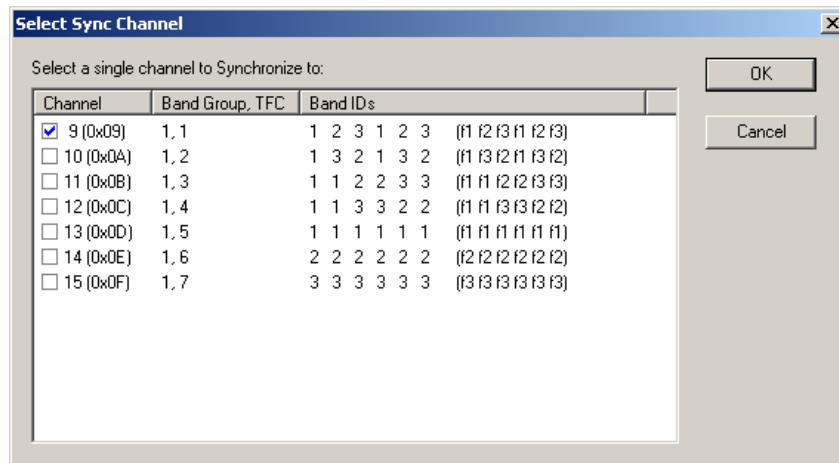 Select Sync Channel
Select a single channel to Synchronize to:
OK
Channel Band Group, TFC Band IDs
9 (0x09) 1, 1 1 2 3 1 2 3 (f1 f2 f3 f1 f2 f3)
Cancel
10 (0x0A) 1, 2 1 3 2 1 3 2 (f1 f3 f2 f1 f3 f2)
11 (0x0B) 1, 3 1 1 2 2 3 3 (f1 f1 f2 f2 f3 f3)
12 (0x0C) 1, 4 1 1 3 3 2 2 (f1 f1 f3 f3 f2 f2)
13 (0x0D) 1, 5 1 1 1 1 1 1 (f1 f1 f1 f1 f1 f1)
14 (0x0E) 1, 6 2 2 2 2 2 2 (f2 f2 f2 f2 f2 f2)
15 (0x0F) 1, 7 3 3 3 3 3 3 (f3 f3 f3 f3 f3 f3)